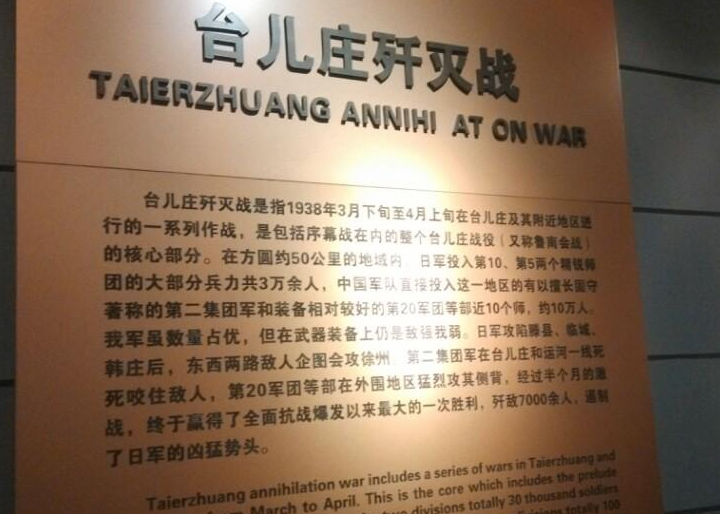 台儿庄歼灭战
TAIERZHUANG ANNIHI AT ON WAR
台儿庄歼灭战是指1938年3月下旬至4月上旬在台儿庄及其附近地区进
行的一系列作战，是包括序幕战在内的整个台儿庄战役（又称鲁南会战）
的核心部分。在方圆约50公里的地域内，日军投入第10、第5两个精锐师
团的大部分兵力共3万余人，中国军队直接投入这一地区的有以擅长固守
著称的第二集团军和装备相对较好的第20军团等部近10个师，约10万人。
我军虽数量占优，但在武器装备上仍是敌强我弱。日军攻陷滕县、临城、
韩庄后，东西两路敌人企图会攻徐州。第二集团军在台儿庄和运河一线死
死咬住敌人，第20军团等部在外围地区猛烈攻其侧背，经过半个月的激
战，终于赢得了全面抗战爆发以来最大的一次胜利，歼敌7000余人，遏制
了日军的凶猛势头。
Taierzhuang annihilation war includes a series of wars in Taierzhuang and
March to April. This is the core which includes the prelude
two divisions totally 30 thousand soldiers
totally 100